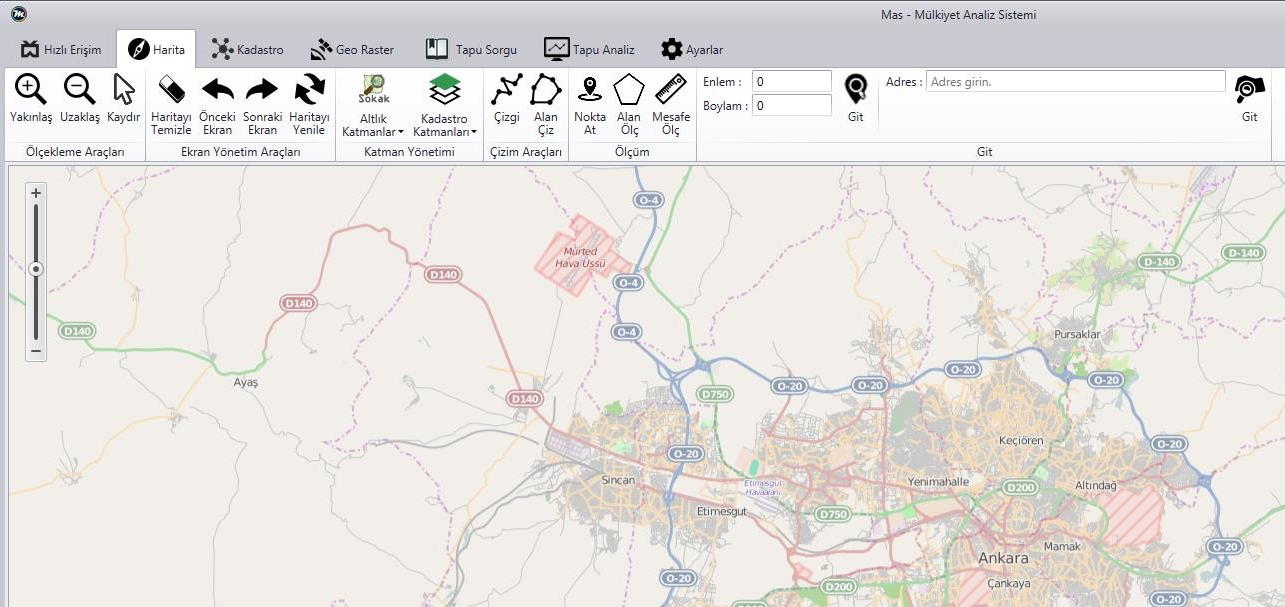 Mas - Mülkiyet Analiz Sistemi
Hızlı Erişim Harita Kadastro Geo Raster Tapu Sorgu Tapu Analiz Ayarlar
Yakınlaş Uzaklaş Kaydır
Haritayı Temizle Önceki Ekran Sonraki Ekran Haritayı Yenile
Sokak
Altlık Katmanlar Kadastro Katmanları
Çizgi Alan Çiz
Nokta At Alan Ölç Mesafe Ölç
Enlem : 0
Boylam : 0
Git
Adres : Adres girin.
Git
Ölçekleme Araçları Ekran Yönetim Araçları Katman Yönetimi Çizim Araçları Ölçüm Git
O-4
Mürted
Hava Üssü
D-140
D-140
D140
O-4
D140
D140
O-4
Pursaklar
Ayaş
O-20
O-20
O-20
O-20
D140
D750
Keçiören
O-20
O-20
Sincan
Etimesgut
Havaalanı
Yenimahalle
D200
Altındağ
Etimesgut
D750
Mamak
O-20
Ankara
O-20
Çankaya
D200
O-20